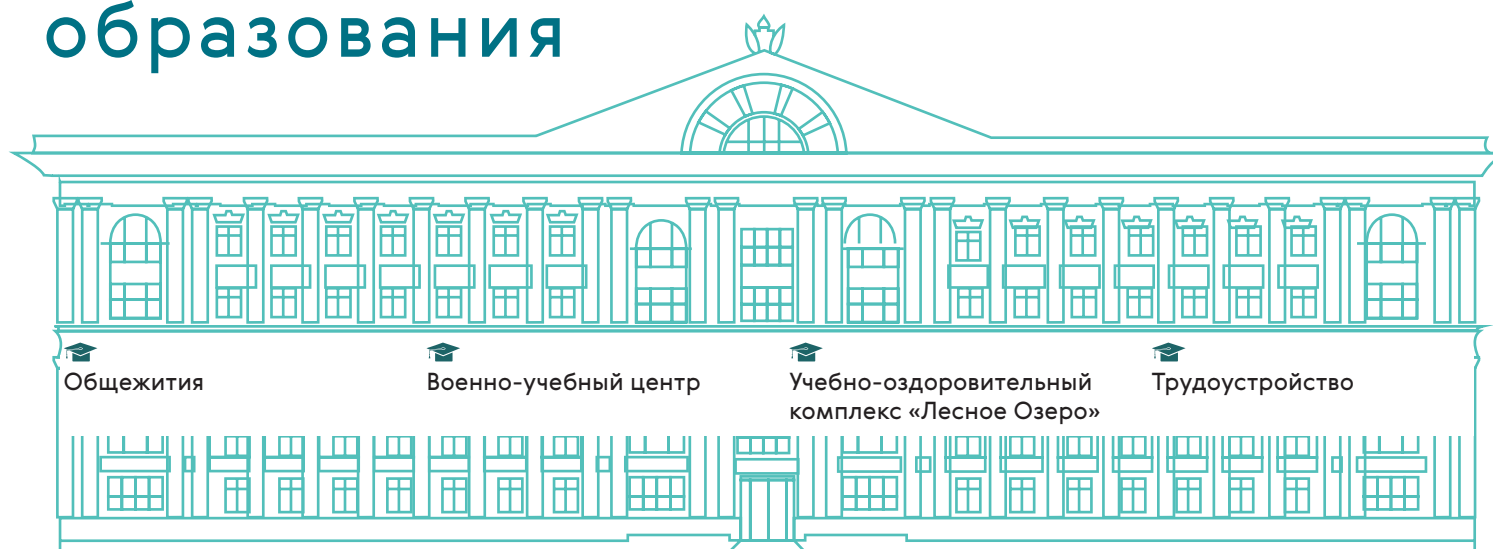 образования
Общежития
Военно-учебный центр
Учебно-оздоровительный
комплекс «Лесное Озеро»
Трудоустройство